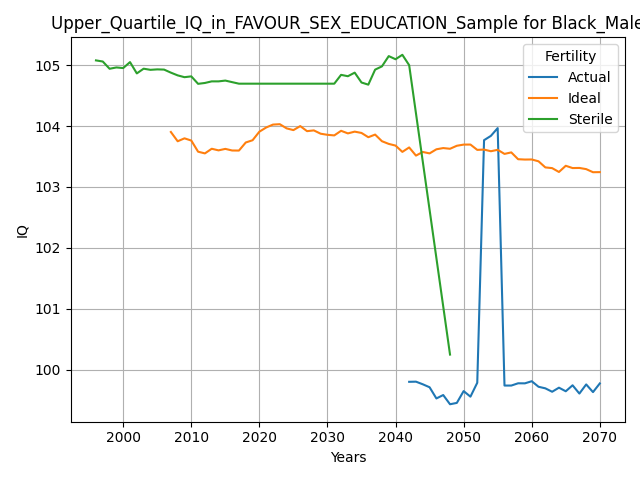 Upper_Quartile_IQ_in_FAVOUR_SEX_EDUCATION_Sample for Black_Male
Fertility
Actual
Ideal
Sterile
105
104
103
102
101
100
IQ
2000 2010 2020 2030 2040 2050 2060 2070
Years